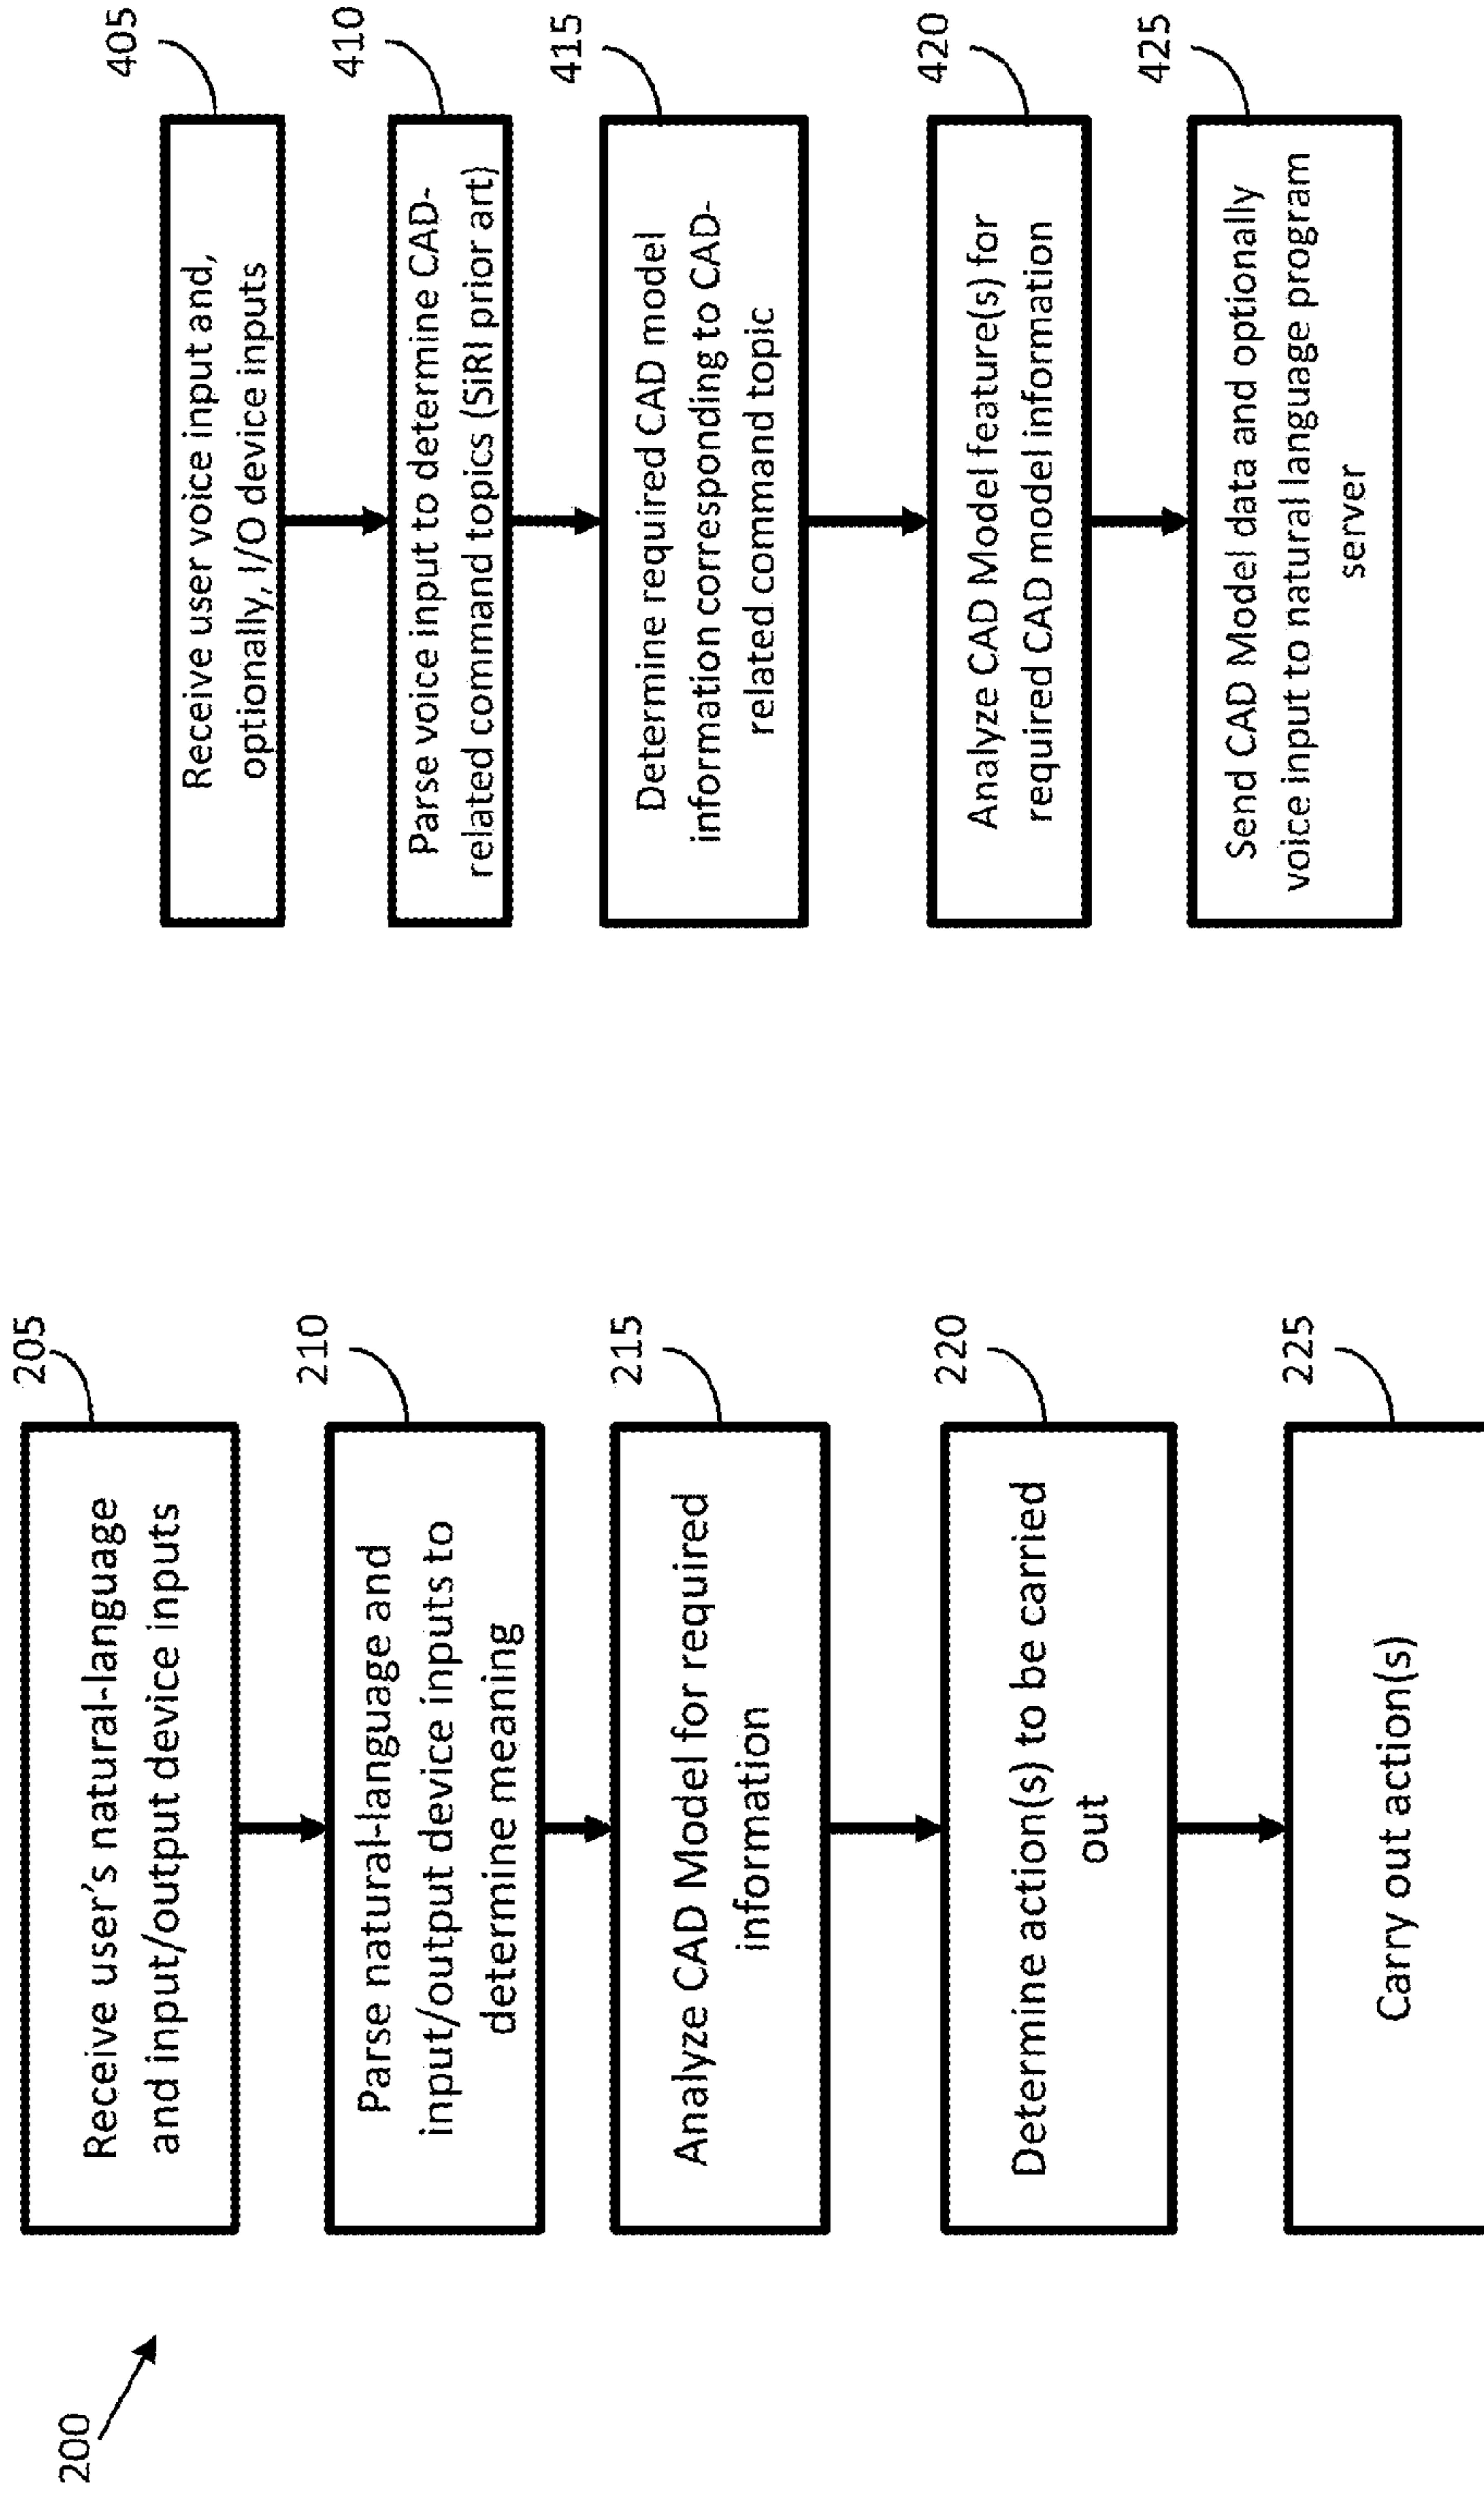 200
205
Receive user's natural-language
and input/output device inputs
210
Parse natural-language and
input/output device inputs to
determine meaning
215
Analyze CAD Model for required
information
220
Determine action(s) to be carried
out
225
Carry out action(s)
405
Receive user voice input and,
optionally, I/O device inputs
410
Parse voice input to determine CAD-
related command topics (SiRI prior art)
415
Determine required CAD model
information corresponding to CAD-
related command topic
420
Analyze CAD Model feature(s) for
required CAD model information
425
Send CAD Model data and optionally
voice input to natural language program
server